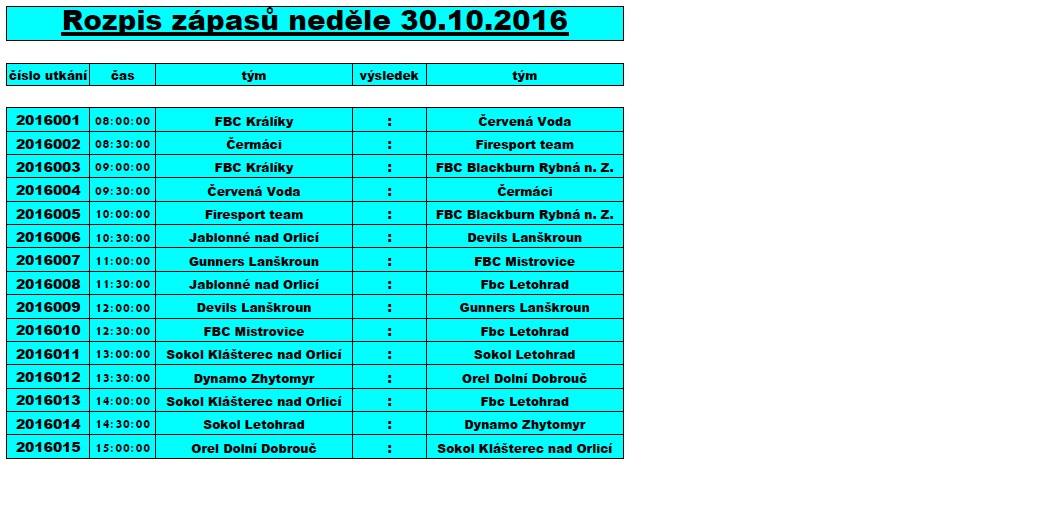 Rozpis zápasů neděle 30.10.2016
číslo utkání čas tým výsledek tým
2016001 08:00:00 FBC Králíky : Červená Voda
2016002 08:30:00 Čermáci : Firesport team
2016003 09:00:00 FBC Králíky : FBC Blackburn Rybná n. Z.
2016004 09:30:00 Červená Voda : Čermáci
2016005 10:00:00 Firesport team : FBC Blackburn Rybná n. Z.
2016006 10:30:00 Jablonné nad Orlicí : Devils Lanškroun
2016007 11:00:00 Gunners Lanškroun : FBC Mistrovice
2016008 11:30:00 Jablonné nad Orlicí : Fbc Letohrad
2016009 12:00:00 Devils Lanškroun : Gunners Lanškroun
2016010 12:30:00 FBC Mistrovice : Fbc Letohrad
2016011 13:00:00 Sokol Klášterec nad Orlicí : Sokol Letohrad
2016012 13:30:00 Dynamo Zhytomyr : Orel Dolní Dobrouč
2016013 14:00:00 Sokol Klášterec nad Orlicí : Fbc Letohrad
2016014 14:30:00 Sokol Letohrad : Dynamo Zhytomyr
2016015 15:00:00 Orel Dolní Dobrouč : Sokol Klášterec nad Orlicí